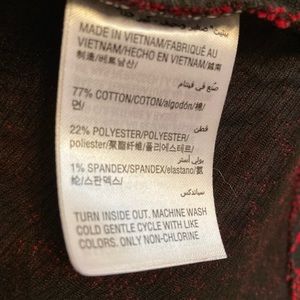 MADE IN VIETNAM/FABRIQUÉ AU
VIETNAM/HECHO EN VIETNAM/越南
制造/베트남산/
صنع في فيتنام
77% COTTON/COTON/algodón/棉/
면/
قطن
22% POLYESTER/POLYESTER/
poliéster/聚酯纤维/폴리에스테르/
بولي أستر
1% SPANDEX/SPANDEX/elastano/氨
纶/스판덱스/
سباندكس
TURN INSIDE OUT. MACHINE WASH
COLD GENTLE CYCLE WITH LIKE
COLORS. ONLY NON-CHLORINE